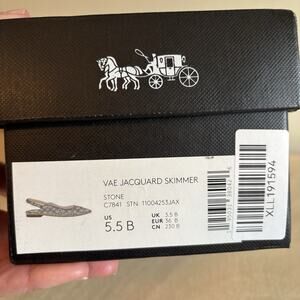 VAE JACQUARD SKIMMER
STONE
C7841 STN 11004253JAX
US
5.5 B
UK 3.5 B
EUR 36 B
CN 230 B
XLL191594